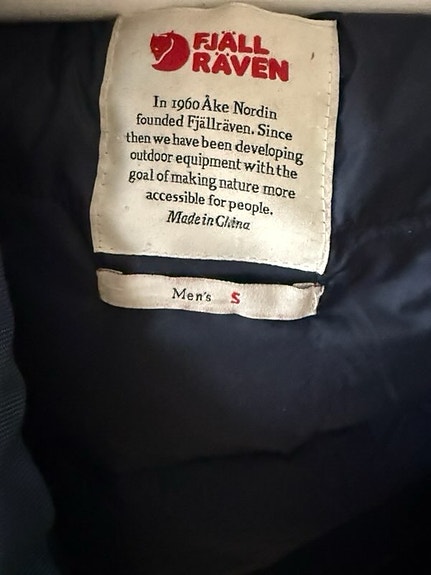 FJÄLL
RÄVEN
In 1960 Åke Nordin
founded Fjällräven. Since
then we have been developing
outdoor equipment with the
goal of making nature more
accessible for people.
Made in China
Men's S